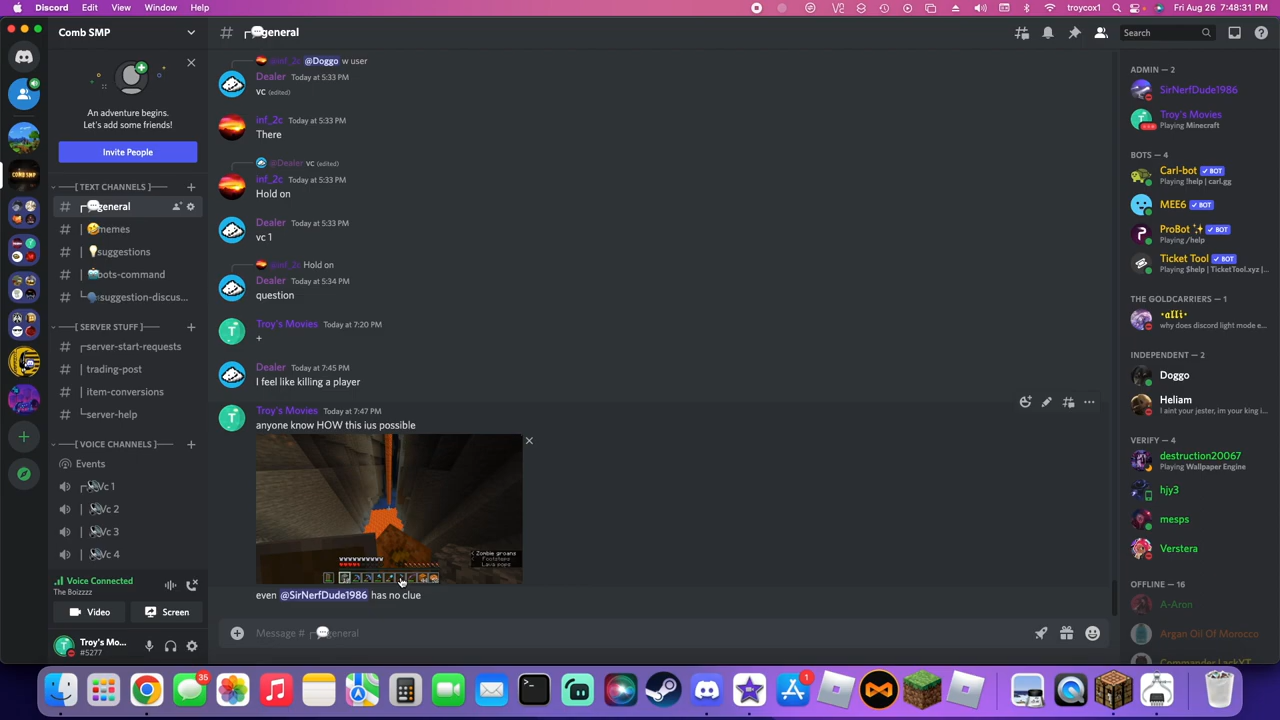 Discord Edit View Window Help
troycox1 Fri Aug 26 7:48:31 PM
Comb SMP
An adventure begins.
Let's add some friends!
Invite People
[ TEXT CHANNELS ]
general
memes
suggestions
bots-command
suggestion-discus...
[ SERVER STUFF ]
server-start-requests
trading-post
item-conversions
server-help
[ VOICE CHANNELS ]
Events
Vc 1
Vc 2
Vc 3
Vc 4
Voice Connected
The Boizzzz
Video Screen
Troy's Mo...
#5277
general
Search
@inf_2c @Doggo w user
Dealer Today at 5:33 PM
vc (edited)
inf_2c Today at 5:33 PM
There
@Dealer vc (edited)
inf_2c Today at 5:33 PM
Hold on
Dealer Today at 5:33 PM
vc 1
@inf_2c Hold on
Dealer Today at 5:34 PM
question
Troy's Movies Today at 7:20 PM
+
Dealer Today at 7:45 PM
I feel like killing a player
Troy's Movies Today at 7:47 PM
anyone know HOW this ius possible
Zombie groans
Footsteps
Lava pops
even @SirNerfDude1986 has no clue
Message # general
ADMIN — 2
SirNerfDude1986
Troy's Movies
Playing Minecraft
BOTS — 4
Carl-bot BOT
Playing !help | carl.gg
MEE6 BOT
ProBot BOT
Playing /help
Ticket Tool BOT
Playing $help | TicketTool.xyz |...
THE GOLDCARRIERS — 1
why does discord light mode e...
INDEPENDENT — 2
Doggo
Heliam
I aint your jester, im your king i...
VERIFY — 4
destruction20067
Playing Wallpaper Engine
hjy3
mesps
Verstera
OFFLINE — 16
A-Aron
Argan Oil Of Morocco
35
1